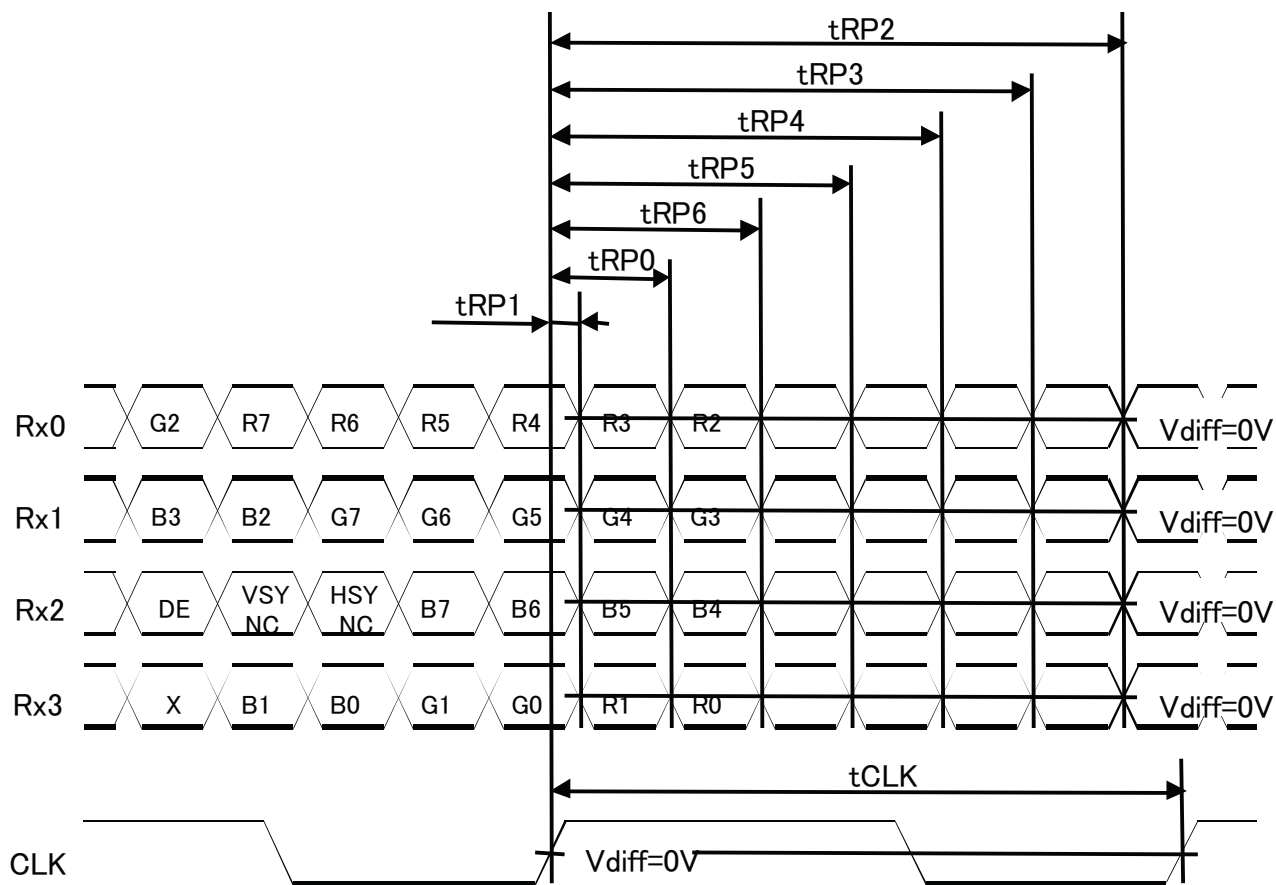 tRP2
tRP3
tRP4
tRP5
tRP6
tRP0
tRP1
Rx0 G2 R7 R6 R5 R4 R3 R2 Vdiff=0V
Rx1 B3 B2 G7 G6 G5 G4 G3 Vdiff=0V
Rx2 DE VSY NC HSY NC B7 B6 B5 B4 Vdiff=0V
Rx3 X B1 B0 G1 G0 R1 R0 Vdiff=0V
tCLK
CLK Vdiff=0V